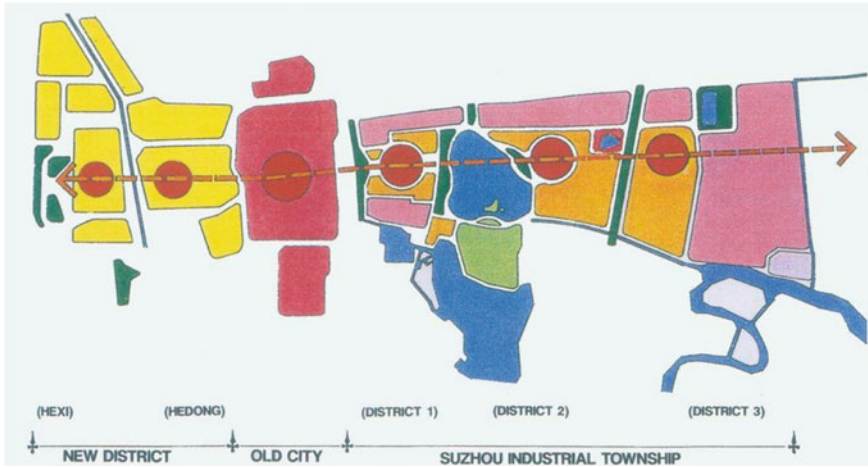 (HEXI) (HEDONG) (DISTRICT 1) (DISTRICT 2) (DISTRICT 3)
NEW DISTRICT OLD CITY SUZHOU INDUSTRIAL TOWNSHIP